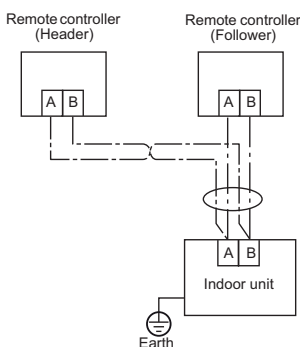 Remote controller
(Header)
Remote controller
(Follower)
A B
A B
A B
Indoor unit
Earth